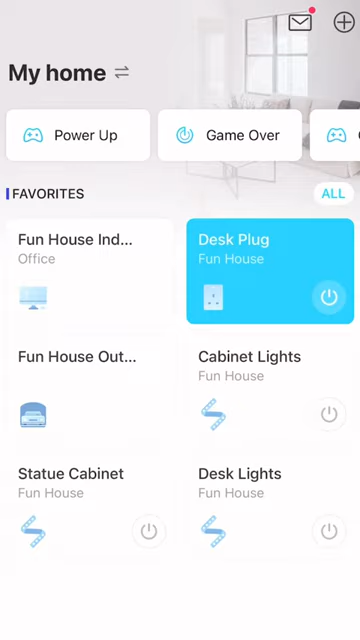 My home
Power Up
Game Over
FAVORITES
ALL
Fun House Ind...
Office
Desk Plug
Fun House
Fun House Out...
Cabinet Lights
Fun House
Statue Cabinet
Fun House
Desk Lights
Fun House